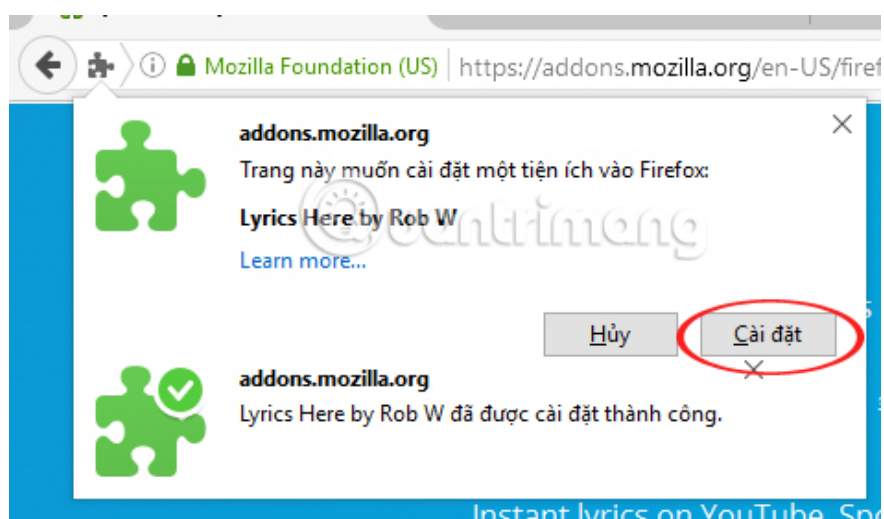 Mozilla Foundation (US) https://addons.mozilla.org/en-US/firef
addons.mozilla.org
Trang này muốn cài đặt một tiện ích vào Firefox:
Lyrics Here by Rob W
quantrimang
Learn more...
Hủy
Cài đặt
addons.mozilla.org
Lyrics Here by Rob W đã được cài đặt thành công.
Instant lyrics on YouTube, Spo